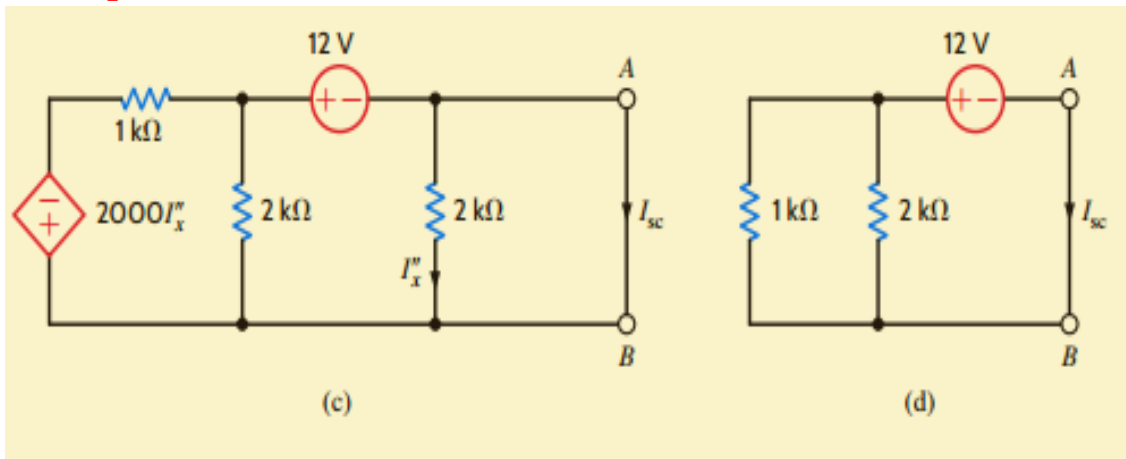 12 V
A
1 kΩ
− +
2000I″x
2 kΩ
+ −
2 kΩ
I″x
Isc
B
(c)
12 V
A
1 kΩ
2 kΩ
+ −
Isc
B
(d)